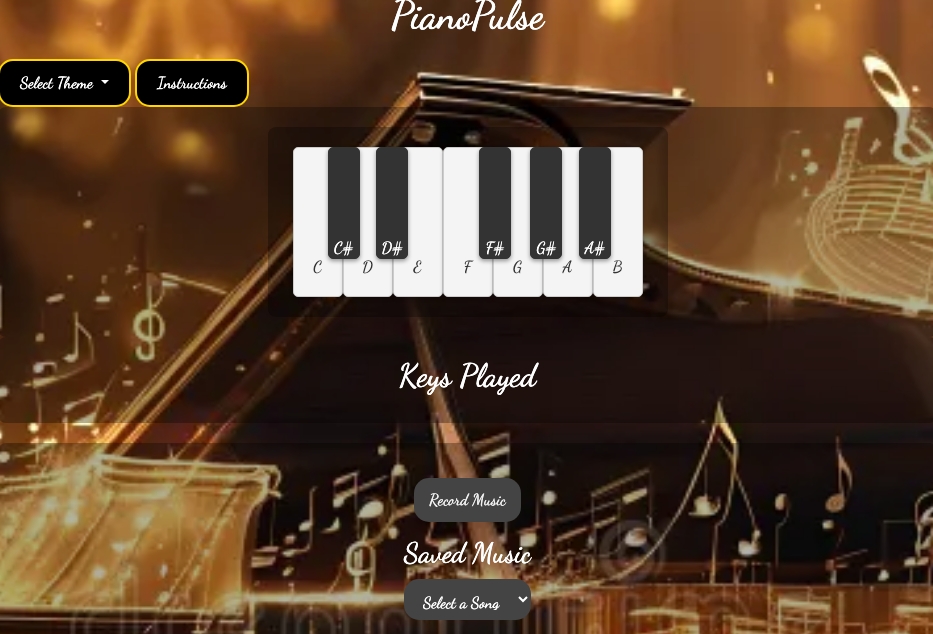 PianoPulse
Select Theme
Instructions
C# D# F# G# A#
C D E F G A B
Keys Played
Record Music
Saved Music
Select a Song